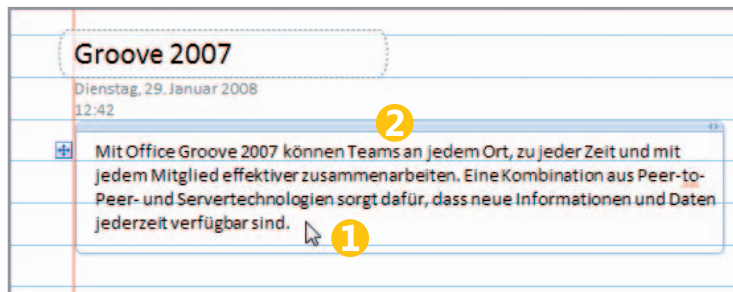 Groove 2007
Dienstag, 29. Januar 2008
12:42
2
Mit Office Groove 2007 können Teams an jedem Ort, zu jeder Zeit und mit
jedem Mitglied effektiver zusammenarbeiten. Eine Kombination aus Peer-to-
Peer- und Servertechnologien sorgt dafür, dass neue Informationen und Daten
jederzeit verfügbar sind.
1